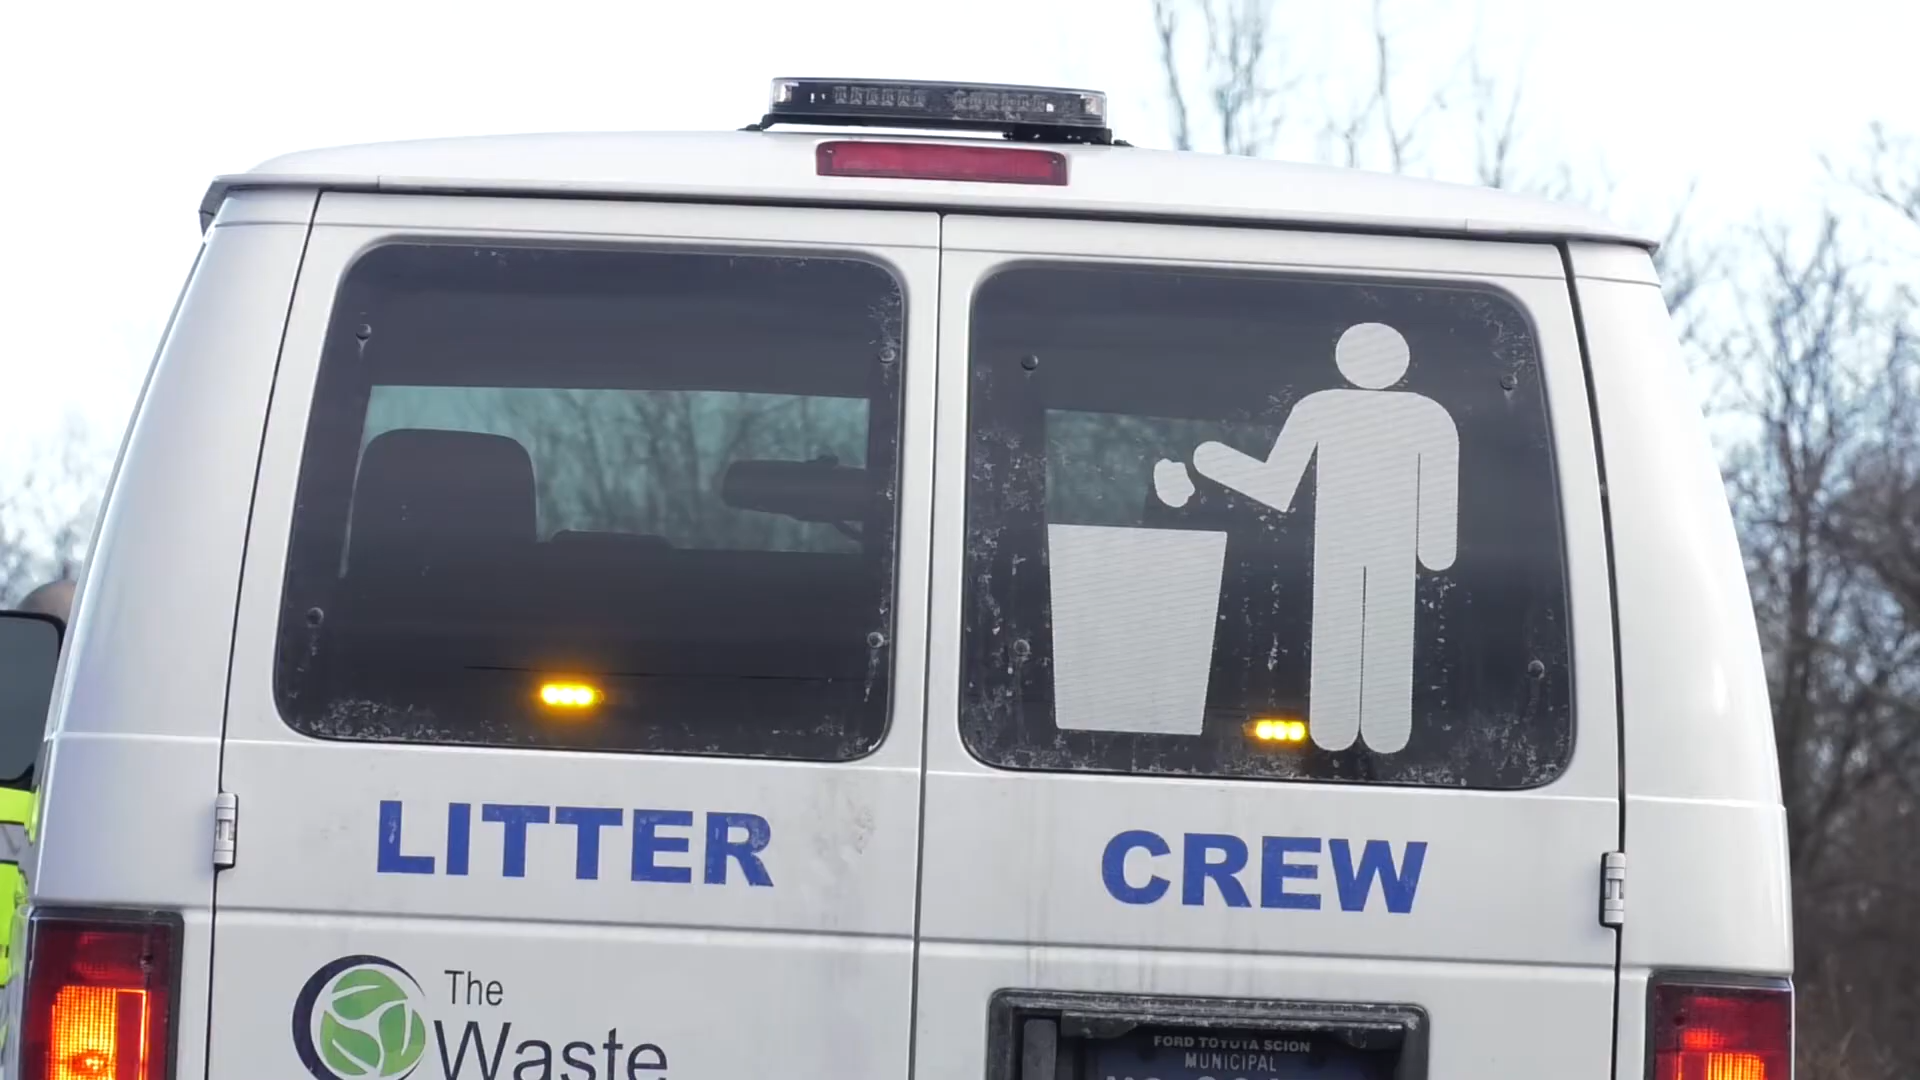 LITTER CREW
The
Waste
FORD TOYOTA SCION
MUNICIPAL